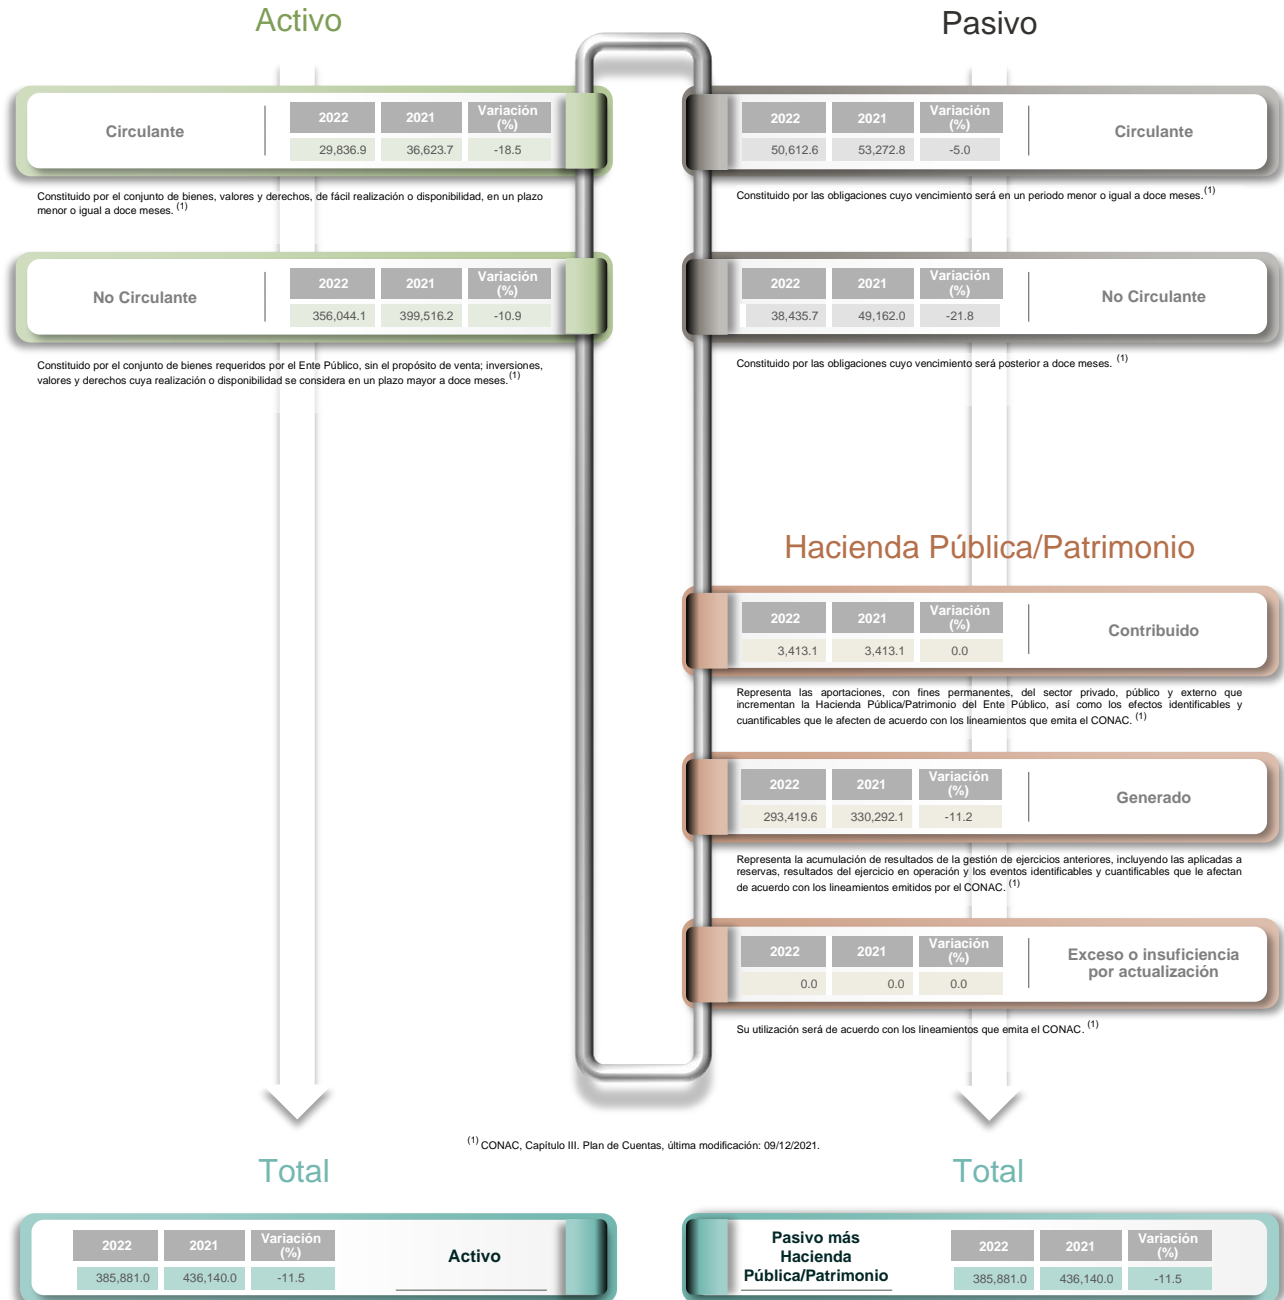 Activo
Circulante
2022 2021 Variación (%)
29,836.9 36,623.7 -18.5
Constituido por el conjunto de bienes, valores y derechos, de fácil realización o disponibilidad, en un plazo
menor o igual a doce meses. (1)
No Circulante
2022 2021 Variación (%)
356,044.1 399,516.2 -10.9
Constituido por el conjunto de bienes requeridos por el Ente Público, sin el propósito de venta; inversiones,
valores y derechos cuya realización o disponibilidad se considera en un plazo mayor a doce meses. (1)
Pasivo
2022 2021 Variación (%)
50,612.6 53,272.8 -5.0
Circulante
Constituido por las obligaciones cuyo vencimiento será en un periodo menor o igual a doce meses. (1)
2022 2021 Variación (%)
38,435.7 49,162.0 -21.8
No Circulante
Constituido por las obligaciones cuyo vencimiento será posterior a doce meses. (1)
Hacienda Pública/Patrimonio
2022 2021 Variación (%)
3,413.1 3,413.1 0.0
Contribuido
Representa las aportaciones, con fines permanentes, del sector privado, público y externo que
incrementan la Hacienda Pública/Patrimonio del Ente Público, así como los efectos identificables y
cuantificables que le afecten de acuerdo con los lineamientos que emita el CONAC. (1)
2022 2021 Variación (%)
293,419.6 330,292.1 -11.2
Generado
Representa la acumulación de resultados de la gestión de ejercicios anteriores, incluyendo las aplicadas a
reservas, resultados del ejercicio en operación y los eventos identificables y cuantificables que le afectan
de acuerdo con los lineamientos emitidos por el CONAC. (1)
2022 2021 Variación (%)
0.0 0.0 0.0
Exceso o insuficiencia
por actualización
Su utilización será de acuerdo con los lineamientos que emita el CONAC. (1)
(1) CONAC, Capítulo III. Plan de Cuentas, última modificación: 09/12/2021.
Total
2022 2021 Variación (%)
385,881.0 436,140.0 -11.5
Activo
Total
Pasivo más
Hacienda
Pública/Patrimonio
2022 2021 Variación (%)
385,881.0 436,140.0 -11.5